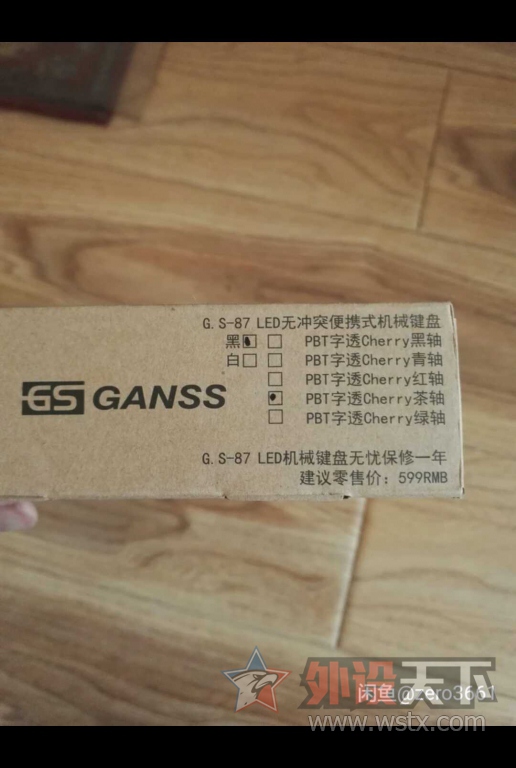 G.S-87 LED无冲突便携式机械键盘
黑 PBT字透Cherry黑轴
白 PBT字透Cherry青轴
PBT字透Cherry红轴
PBT字透Cherry茶轴
PBT字透Cherry绿轴
GS GANSS
G.S-87 LED机械键盘无忧保修一年
建议零售价：599RMB
外设天下
闲鱼@zero3661
www.wstx.com